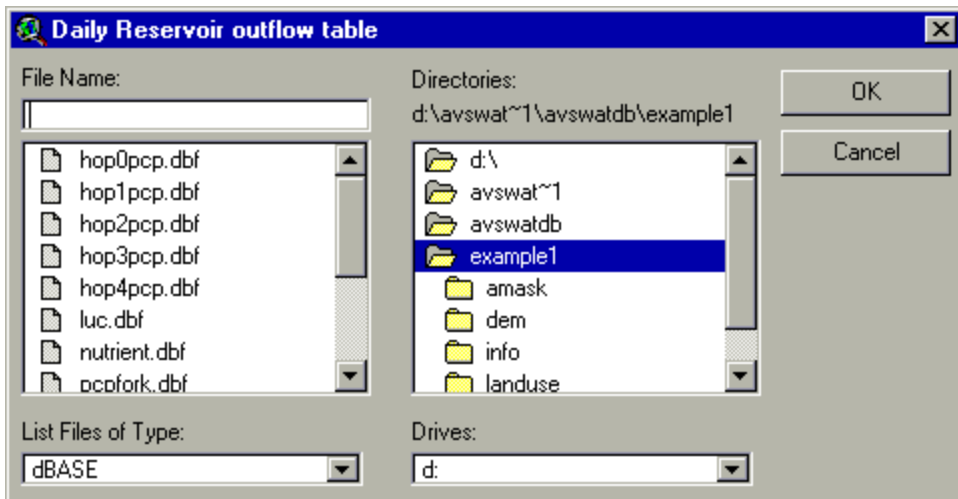 Daily Reservoir outflow table
File Name:
hop0pcp.dbf
hop1pcp.dbf
hop2pcp.dbf
hop3pcp.dbf
hop4pcp.dbf
luc.dbf
nutrient.dbf
pcpfork.dbf
List Files of Type:
dBASE
Directories:
d:\avswat~1\avswatdb\example1
d:\
avswat~1
avswatdb
example1
amask
dem
info
landuse
Drives:
d:
OK
Cancel